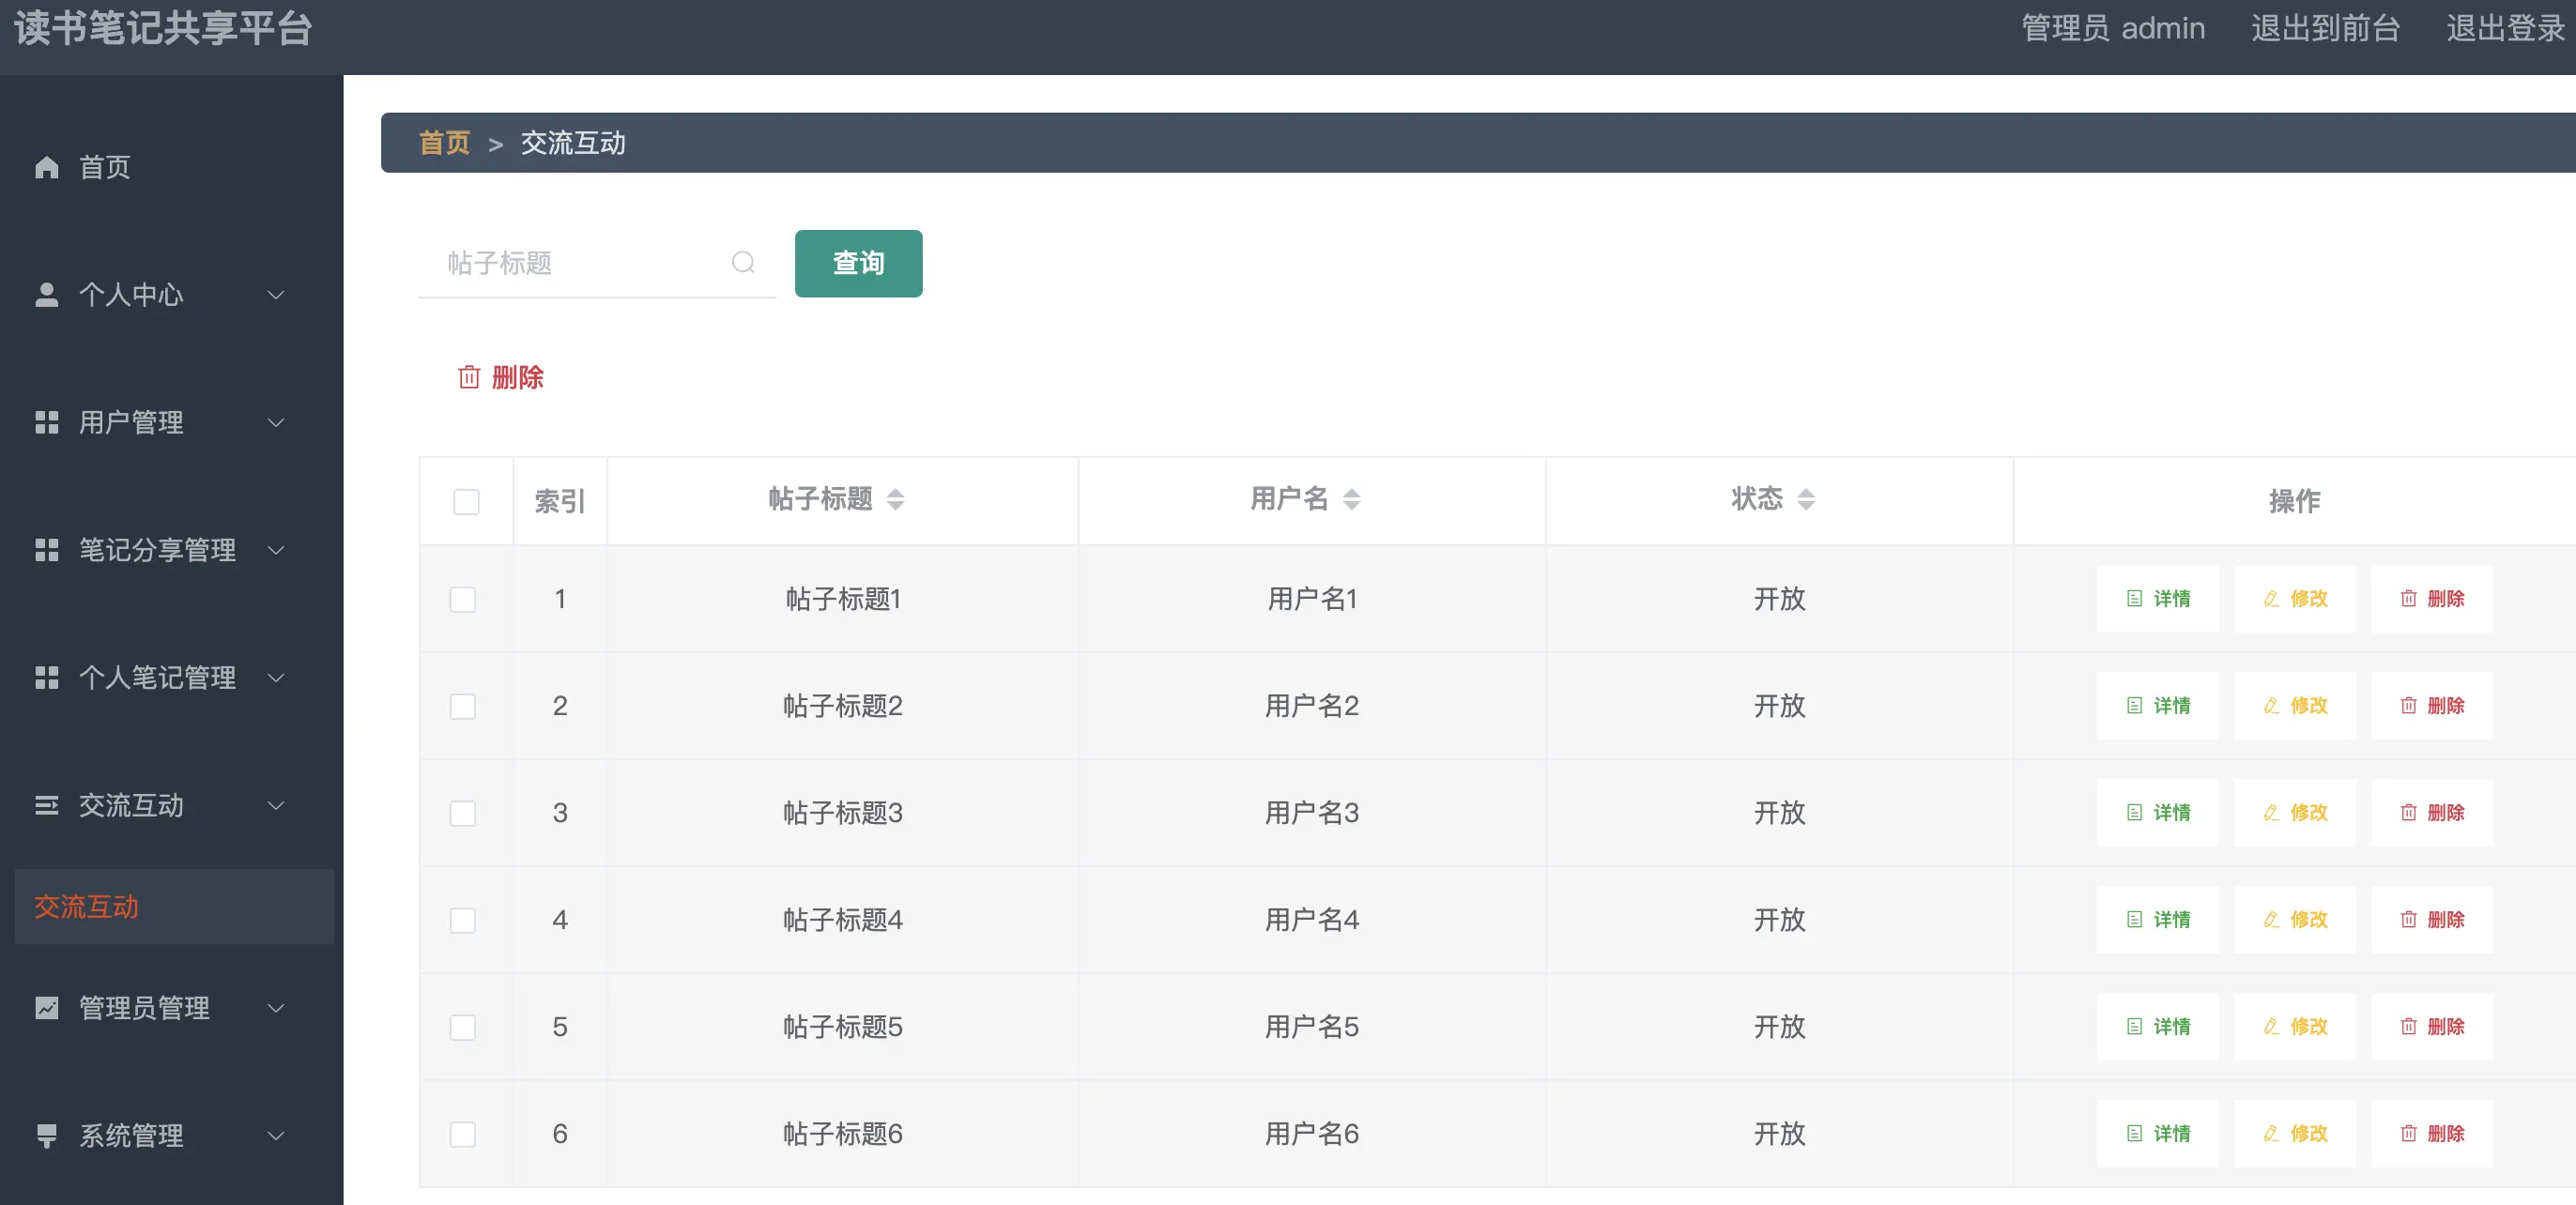 读书笔记共享平台 管理员 admin 退出到前台 退出登录
首页 > 交流互动
首页
个人中心
用户管理
笔记分享管理
个人笔记管理
交流互动
交流互动
管理员管理
系统管理
帖子标题 查询
删除
索引 帖子标题 用户名 状态 操作
1 帖子标题1 用户名1 开放 详情 修改 删除
2 帖子标题2 用户名2 开放 详情 修改 删除
3 帖子标题3 用户名3 开放 详情 修改 删除
4 帖子标题4 用户名4 开放 详情 修改 删除
5 帖子标题5 用户名5 开放 详情 修改 删除
6 帖子标题6 用户名6 开放 详情 修改 删除